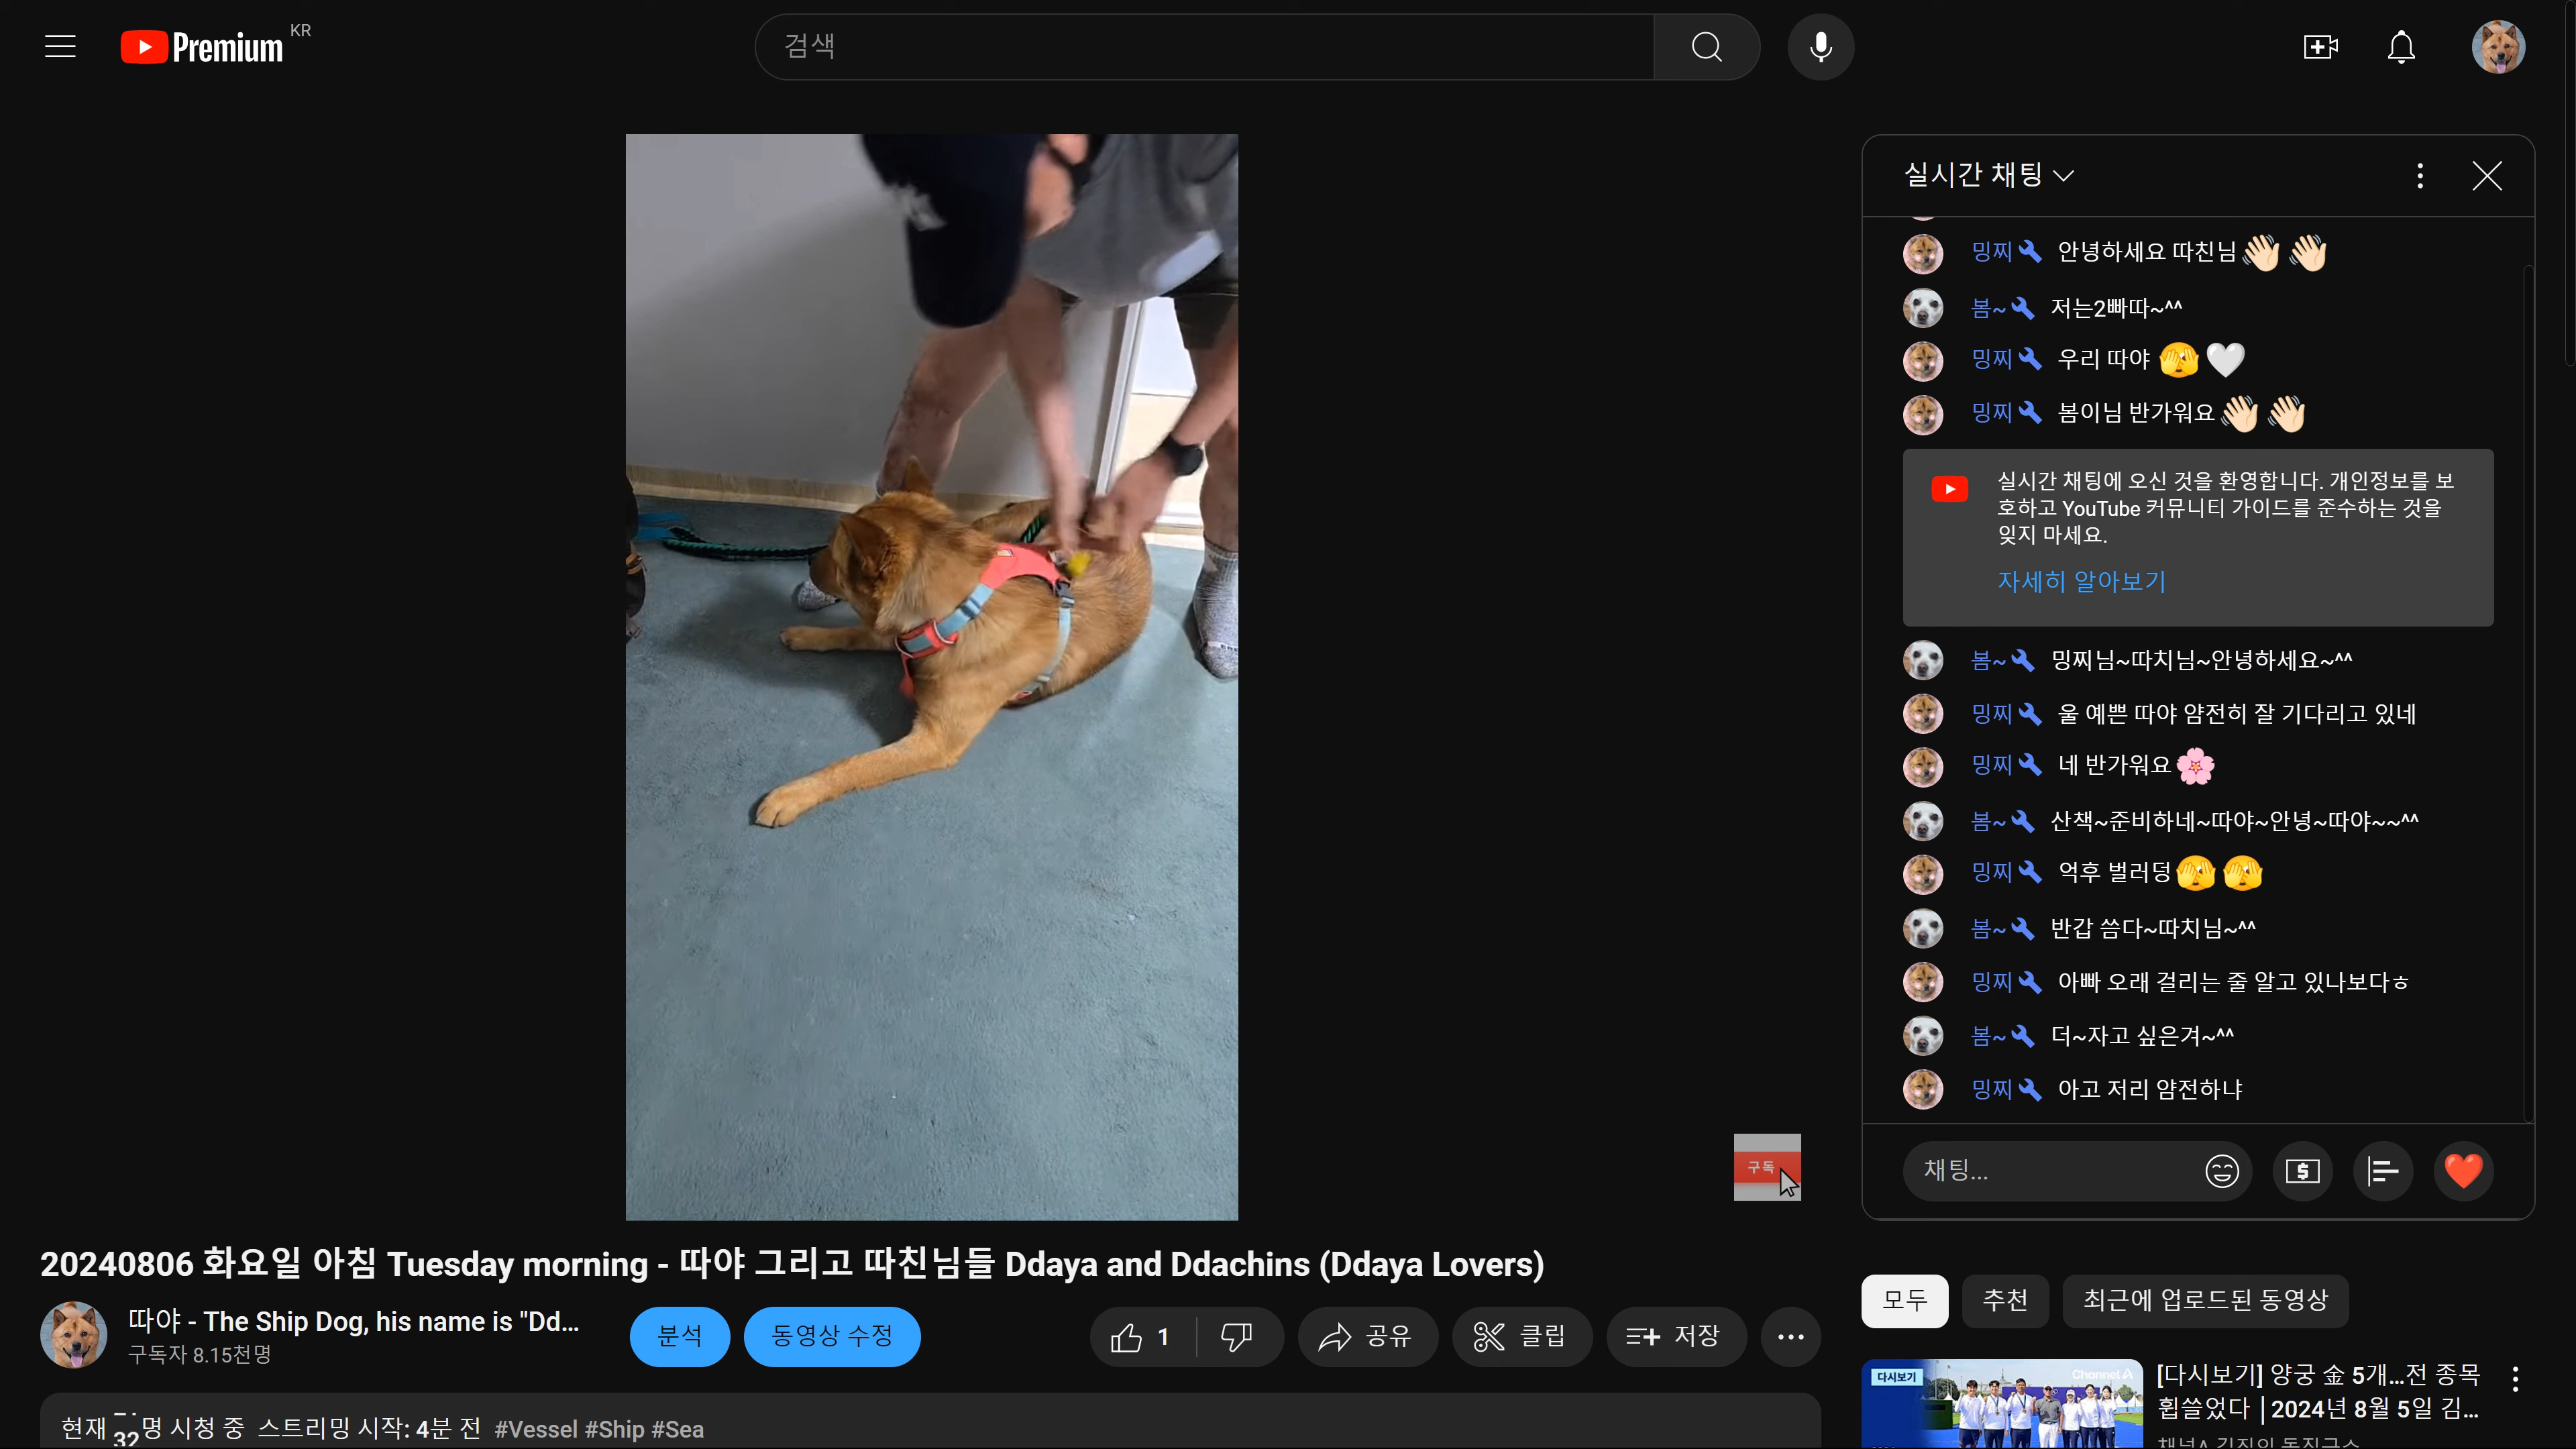 Premium KR
검색
실시간 채팅
밍찌 안녕하세요 따친님👋🏻👋🏻
봄~ 저는2빠따~^^
밍찌 우리 따야 🫣🤍
밍찌 봄이님 반가워요👋🏻👋🏻
실시간 채팅에 오신 것을 환영합니다. 개인정보를 보
호하고 YouTube 커뮤니티 가이드를 준수하는 것을
잊지 마세요.
자세히 알아보기
봄~ 밍찌님~따치님~안녕하세요~^^
밍찌 울 예쁜 따야 얌전히 잘 기다리고 있네
밍찌 네 반가워요🌸
봄~ 산책~준비하네~따야~안녕~따야~~^^
밍찌 억후 벌러덩🫣🫣
봄~ 반갑 씀다~따치님~^^
밍찌 아빠 오래 걸리는 줄 알고 있나보다ㅎ
봄~ 더~자고 싶은겨~^^
밍찌 아고 저리 얌전하냐
채팅...
구독
20240806 화요일 아침 Tuesday morning - 따야 그리고 따친님들 Ddaya and Ddachins (Ddaya Lovers)
따야 - The Ship Dog, his name is "Dd...
구독자 8.15천명
분석
동영상 수정
1
공유
클립
저장
현재 32명 시청 중 스트리밍 시작: 4분 전 #Vessel #Ship #Sea
모두
추천
최근에 업로드된 동영상
다시보기
Channel A
[다시보기] 양궁 金 5개...전 종목
휩쓸었다 | 2024년 8월 5일 김...